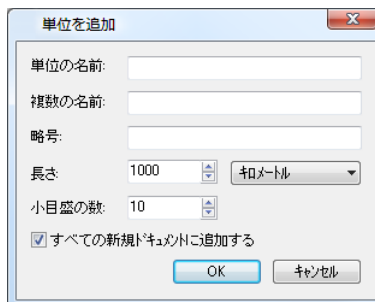 単位を追加
単位の名前:
複数の名前:
略号:
長さ: 1000 キロメートル
小目盛の数: 10
すべての新規ドキュメントに追加する
OK キャンセル